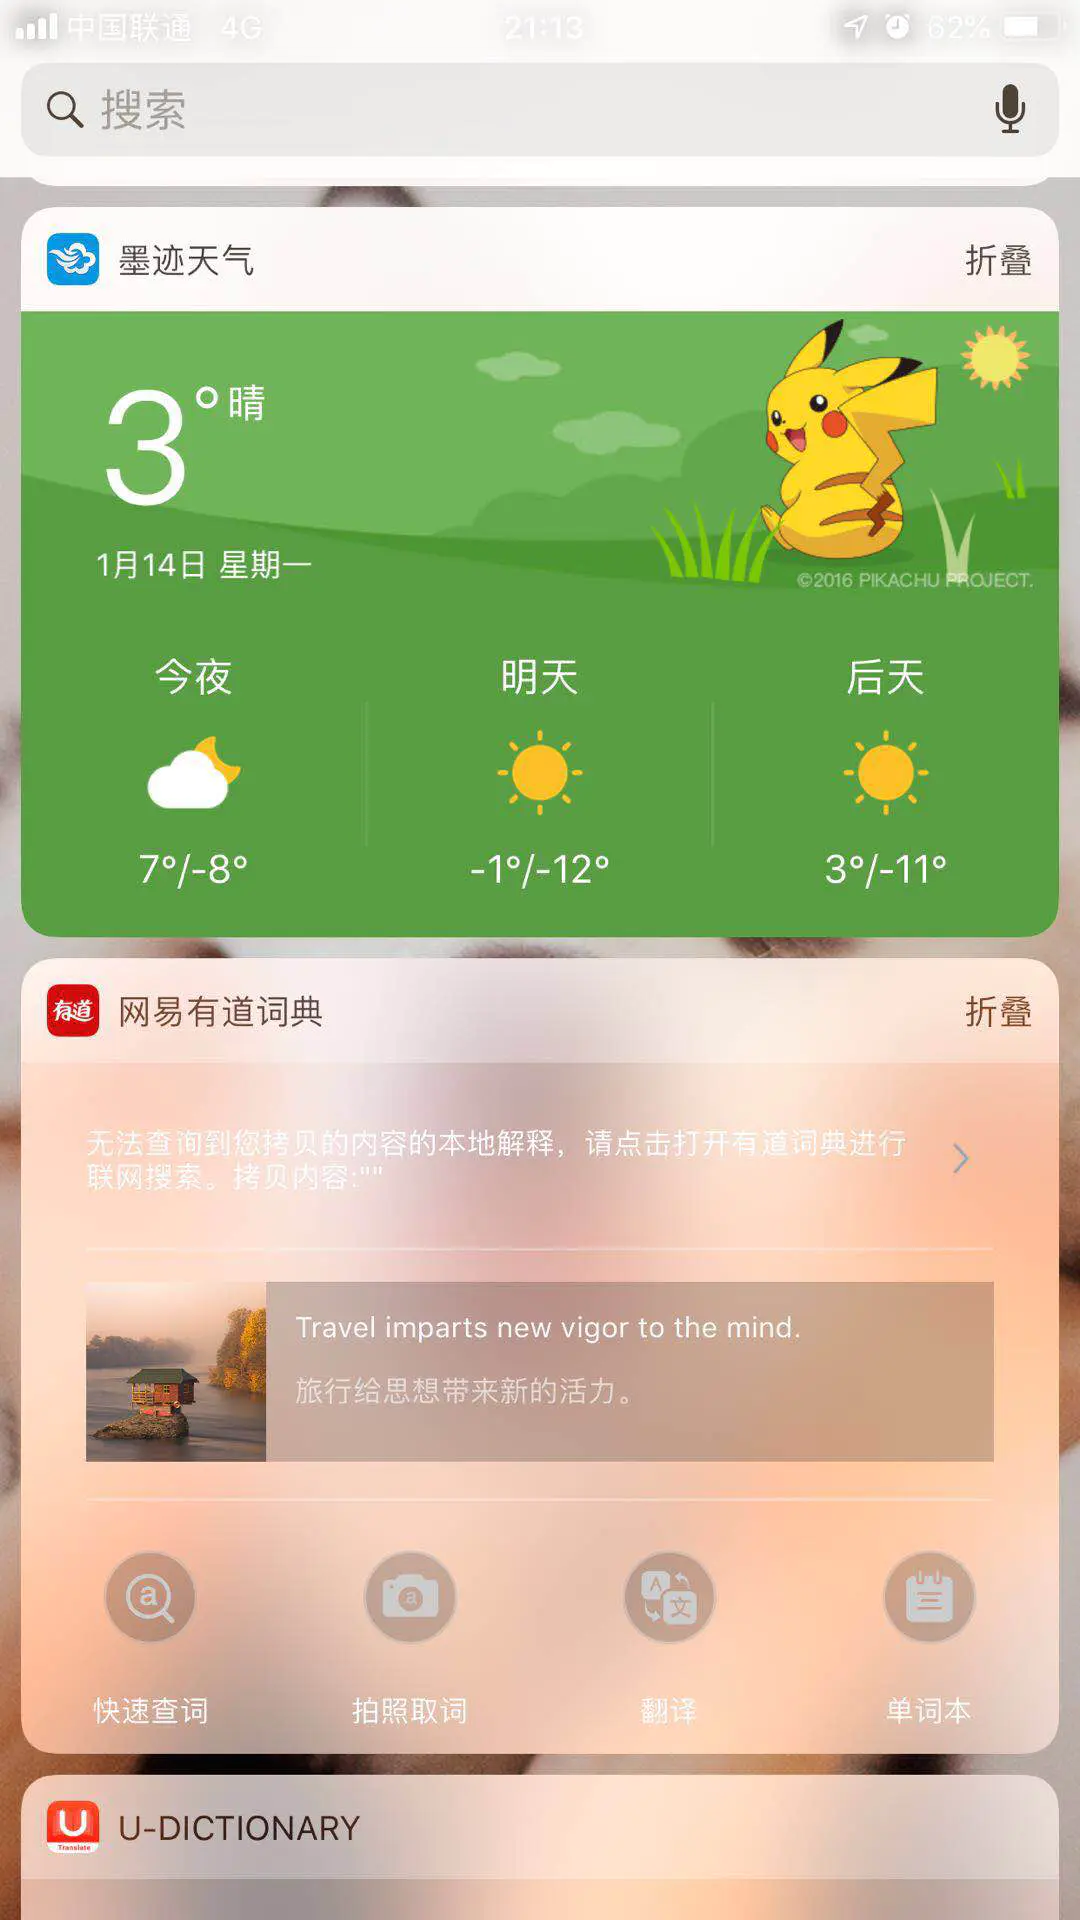 中国联通 4G 21:13 62%
搜索
墨迹天气 折叠
3° 晴
1月14日 星期一
©2016 PIKACHU PROJECT.
今夜 明天 后天
7°/-8° -1°/-12° 3°/-11°
有道 网易有道词典 折叠
无法查询到您拷贝的内容的本地解释，请点击打开有道词典进行
联网搜索。拷贝内容:""
Travel imparts new vigor to the mind.
旅行给思想带来新的活力。
快速查词 拍照取词 翻译 单词本
U Translate U-DICTIONARY